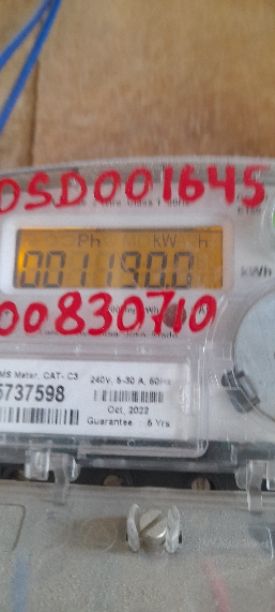 DSD001645
Ph kW h
001190.0
kWh
00830710
MS Meter, CAT- C3
5737598
240V, 5-30 A, 50Hz
Oct, 2022
Guarantee : 5 Yrs